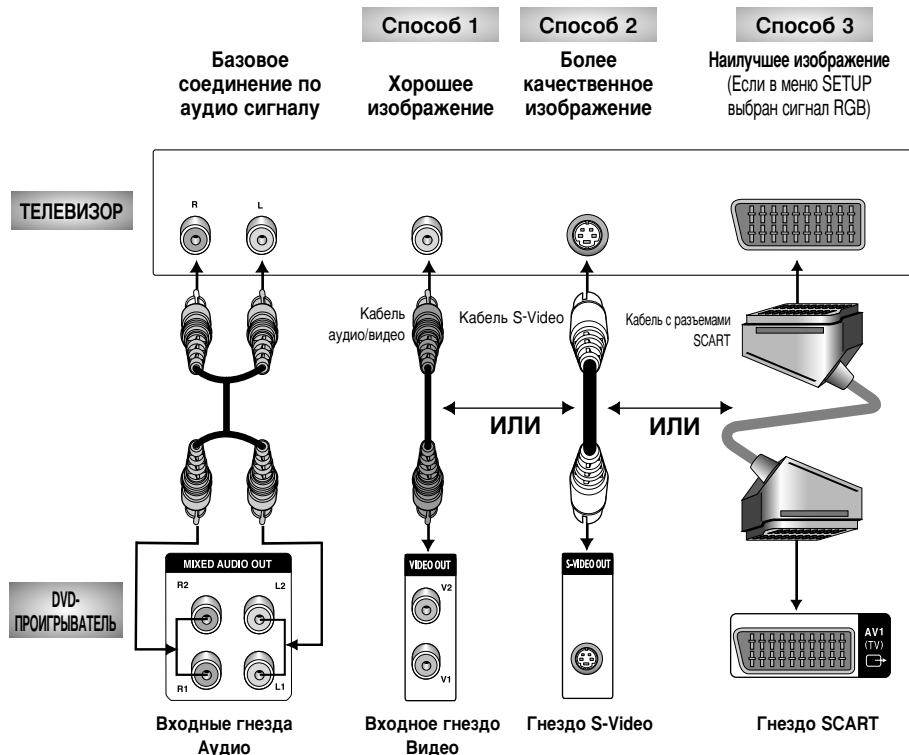 Способ 1
Способ 2
Способ 3
Базовое
соединение по
аудио сигналу
Хорошее
изображение
Более
качественное
изображение
Наилучшее изображение
(Если в меню SETUP
выбран сигнал RGB)
ТЕЛЕВИЗОР
R
L
Кабель
аудио/видео
Кабель S-Video
Кабель с разъемами
SCART
ИЛИ
ИЛИ
DVD-
ПРОИГРЫВАТЕЛЬ
MIXED AUDIO OUT
R2
L2
R1
L1
VIDEO OUT
V2
V1
S-VIDEO OUT
AV1
(TV)
Входные гнезда
Аудио
Входное гнездо
Видео
Гнездо S-Video
Гнездо SCART